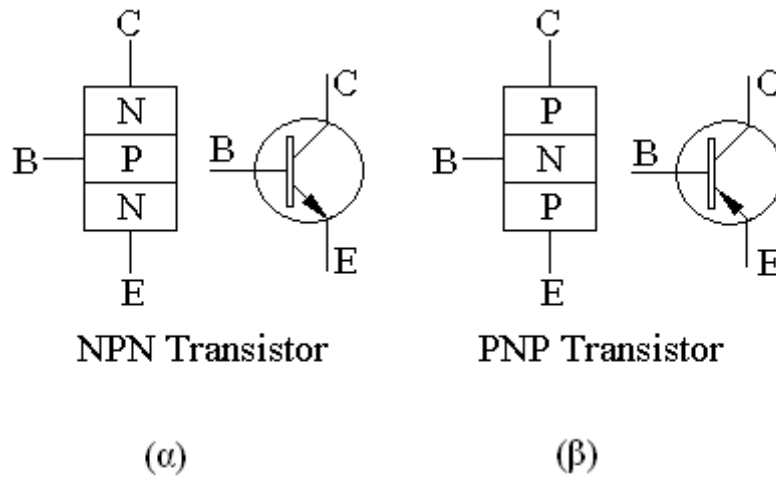 C C
N C P C
B P B B N B
N E P E
E E
NPN Transistor PNP Transistor
(α) (β)